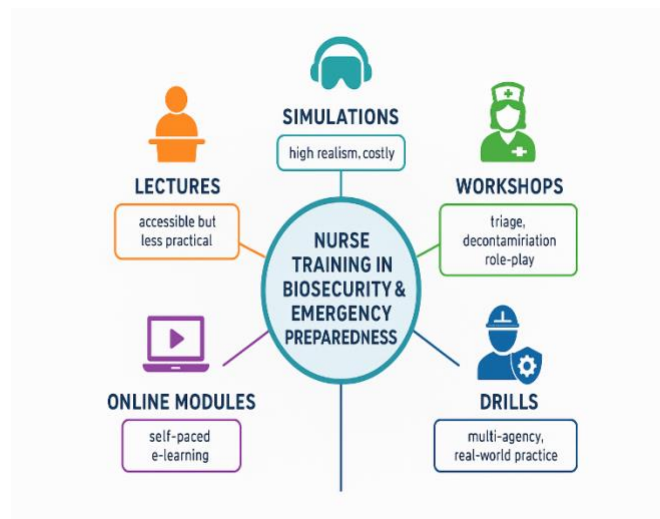 SIMULATIONS
high realism, costly
LECTURES
accessible but
less practical
WORKSHOPS
triage,
decontamiriation
role-play
NURSE
TRAINING IN
BIOSECURITY &
EMERGENCY
PREPAREDNESS
ONLINE MODULES
self-paced
e-learning
DRILLS
multi-agency,
real-world practice